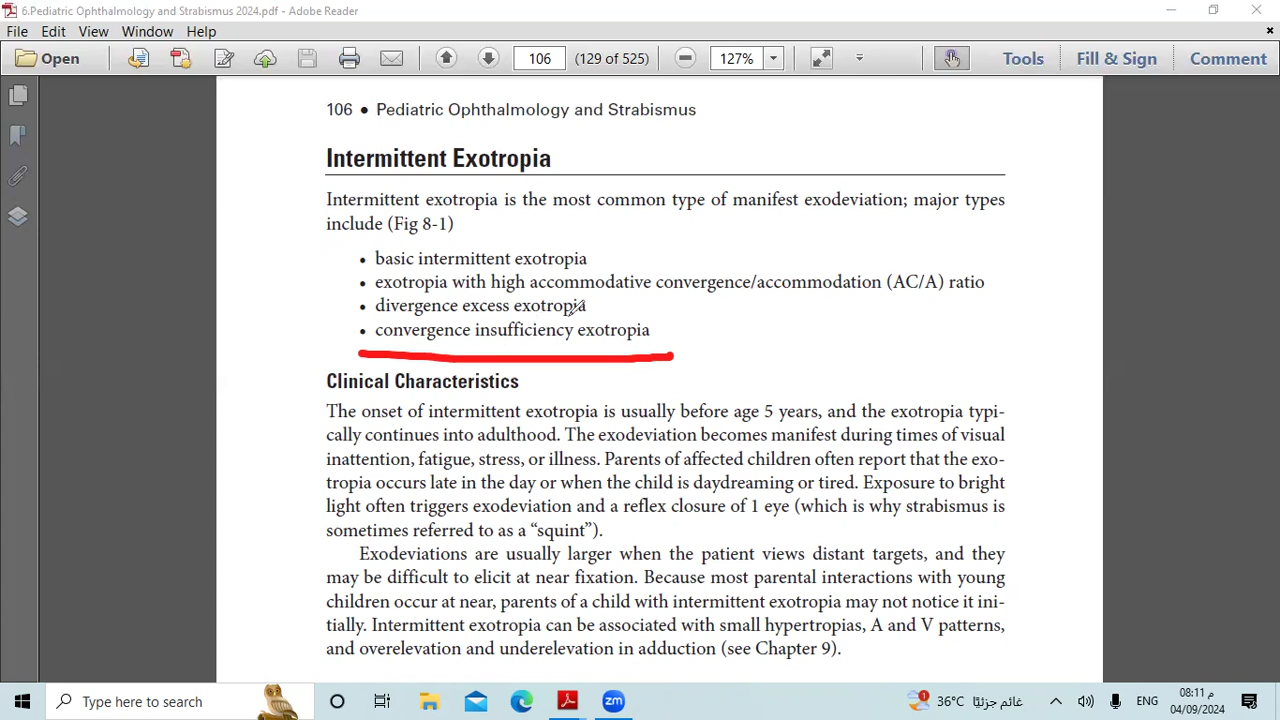 6.Pediatric Ophthalmology and Strabismus 2024.pdf - Adobe Reader
File Edit View Window Help
Open 106 (129 of 525) 127% Tools Fill & Sign Comment
106 • Pediatric Ophthalmology and Strabismus
Intermittent Exotropia
Intermittent exotropia is the most common type of manifest exodeviation; major types
include (Fig 8-1)
• basic intermittent exotropia
• exotropia with high accommodative convergence/accommodation (AC/A) ratio
• divergence excess exotropia
• convergence insufficiency exotropia
Clinical Characteristics
The onset of intermittent exotropia is usually before age 5 years, and the exotropia typi-
cally continues into adulthood. The exodeviation becomes manifest during times of visual
inattention, fatigue, stress, or illness. Parents of affected children often report that the exo-
tropia occurs late in the day or when the child is daydreaming or tired. Exposure to bright
light often triggers exodeviation and a reflex closure of 1 eye (which is why strabismus is
sometimes referred to as a “squint”).
Exodeviations are usually larger when the patient views distant targets, and they
may be difficult to elicit at near fixation. Because most parental interactions with young
children occur at near, parents of a child with intermittent exotropia may not notice it ini-
tially. Intermittent exotropia can be associated with small hypertropias, A and V patterns,
and overelevation and underelevation in adduction (see Chapter 9).
Type here to search zm 1 36°C غائم جزئيًا ENG 08:11 م
04/09/2024